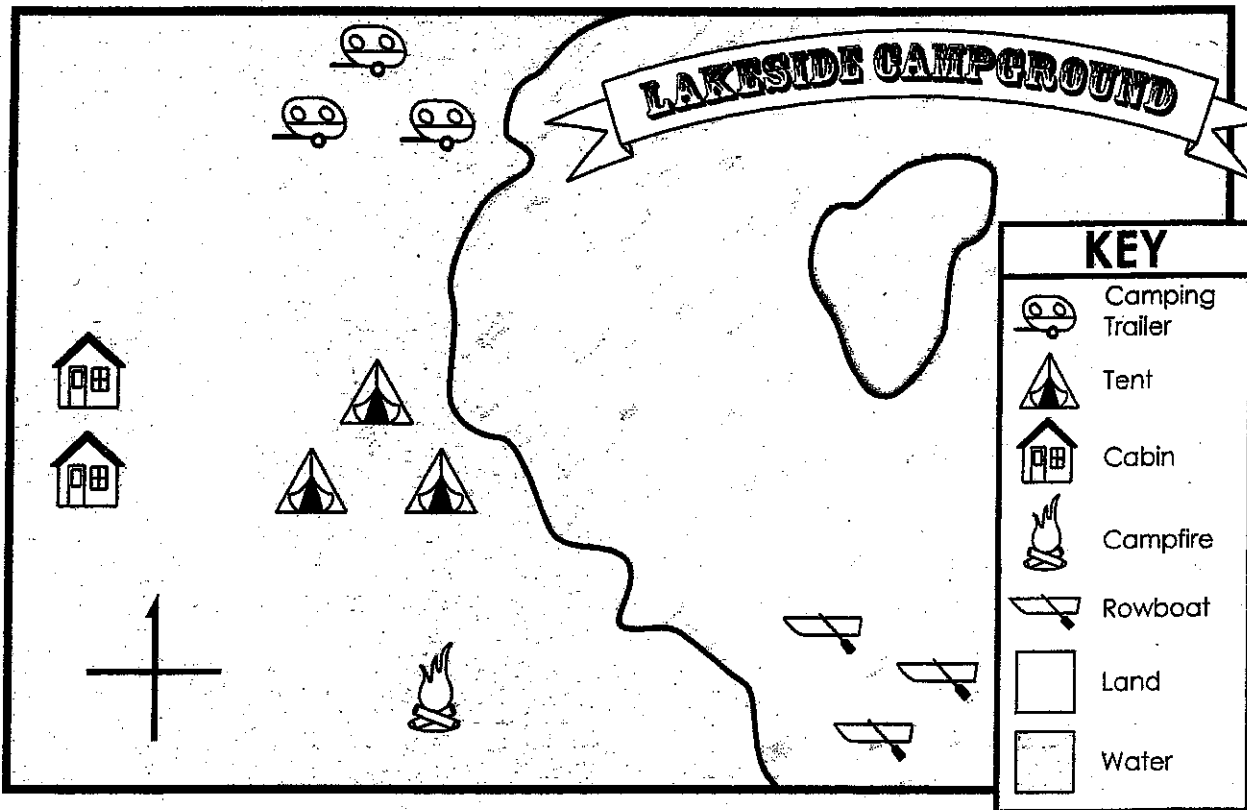 LAKESIDE CAMPGROUND
KEY
Camping
Trailer
Tent
Cabin
Campfire
Rowboat
Land
Water